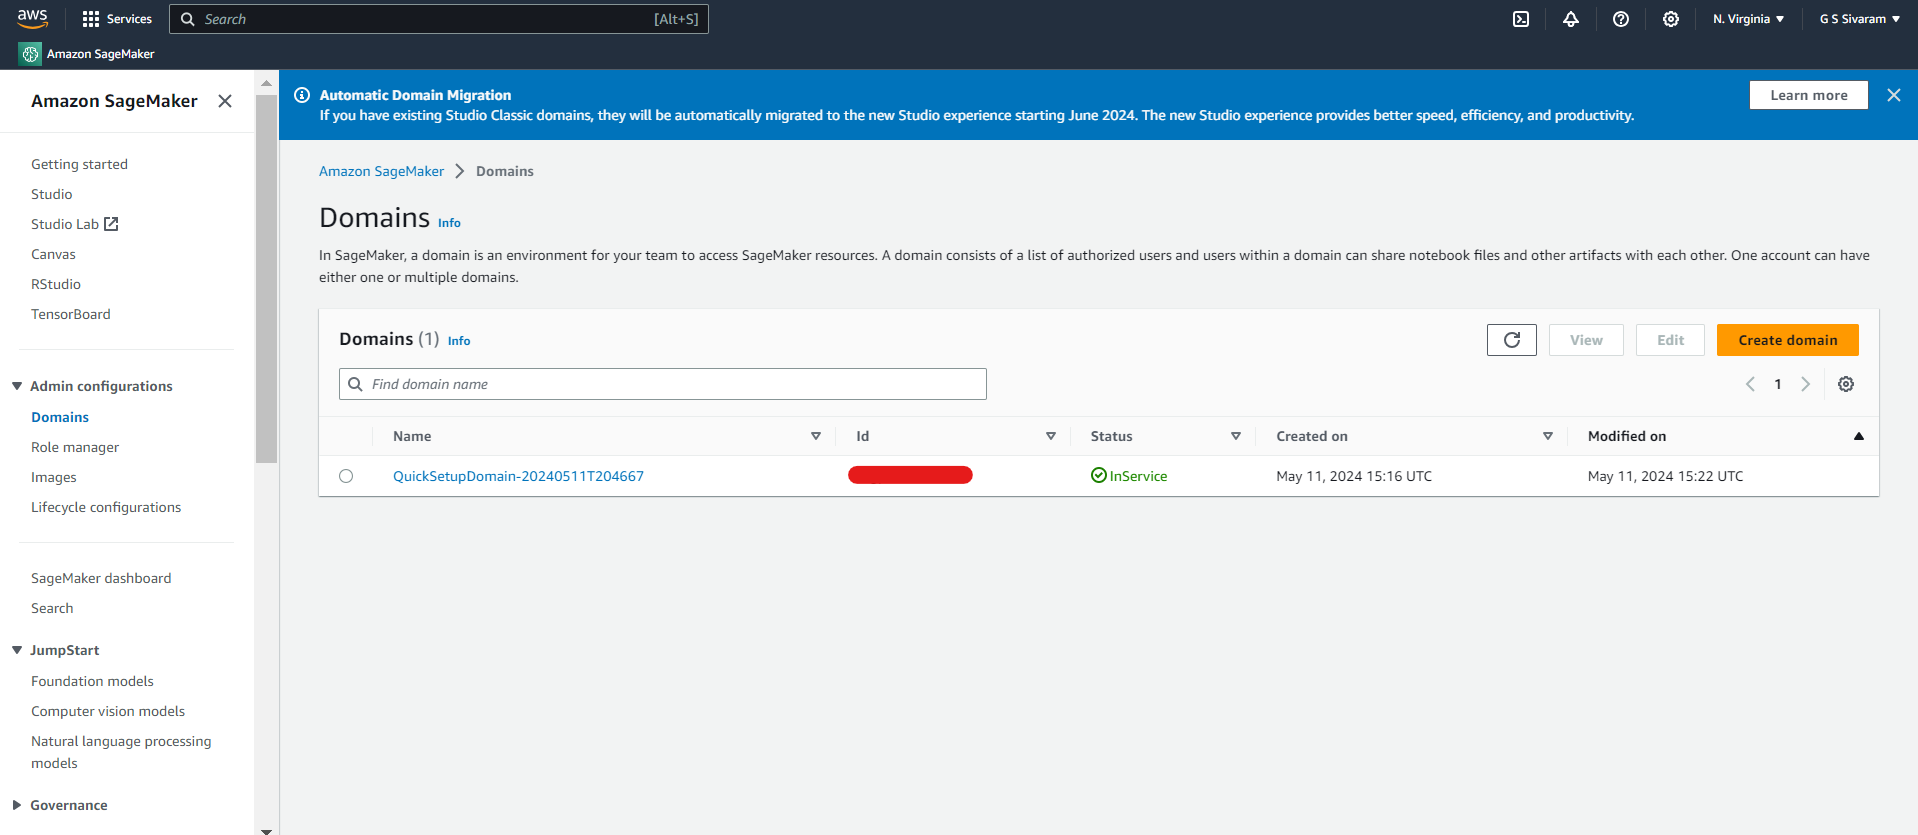 aws
Services
Search
[Alt+S]
N. Virginia
G S Sivaram
Amazon SageMaker
Amazon SageMaker
Getting started
Studio
Studio Lab
Canvas
RStudio
TensorBoard
Admin configurations
Domains
Role manager
Images
Lifecycle configurations
SageMaker dashboard
Search
JumpStart
Foundation models
Computer vision models
Natural language processing
models
Governance
Automatic Domain Migration
If you have existing Studio Classic domains, they will be automatically migrated to the new Studio experience starting June 2024. The new Studio experience provides better speed, efficiency, and productivity.
Learn more
Amazon SageMaker > Domains
Domains Info
In SageMaker, a domain is an environment for your team to access SageMaker resources. A domain consists of a list of authorized users and users within a domain can share notebook files and other artifacts with each other. One account can have
either one or multiple domains.
Domains (1) Info
View
Edit
Create domain
Find domain name
1
Name
Id
Status
Created on
Modified on
QuickSetupDomain-20240511T204667
InService
May 11, 2024 15:16 UTC
May 11, 2024 15:22 UTC